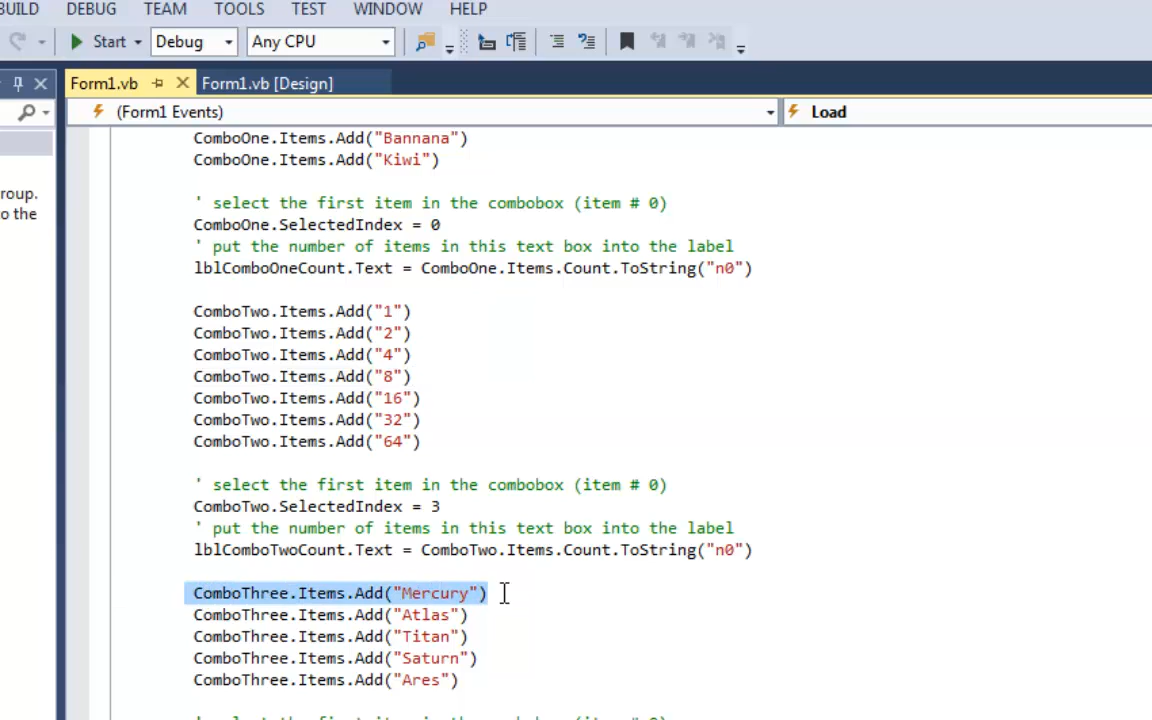 BUILD DEBUG TEAM TOOLS TEST WINDOW HELP
Start Debug Any CPU
Form1.vb Form1.vb [Design]
(Form1 Events) Load
roup.
o the
ComboOne.Items.Add("Bannana")
ComboOne.Items.Add("Kiwi")
' select the first item in the combobox (item # 0)
ComboOne.SelectedIndex = 0
' put the number of items in this text box into the label
lblComboOneCount.Text = ComboOne.Items.Count.ToString("n0")
ComboTwo.Items.Add("1")
ComboTwo.Items.Add("2")
ComboTwo.Items.Add("4")
ComboTwo.Items.Add("8")
ComboTwo.Items.Add("16")
ComboTwo.Items.Add("32")
ComboTwo.Items.Add("64")
' select the first item in the combobox (item # 0)
ComboTwo.SelectedIndex = 3
' put the number of items in this text box into the label
lblComboTwoCount.Text = ComboTwo.Items.Count.ToString("n0")
ComboThree.Items.Add("Mercury")
ComboThree.Items.Add("Atlas")
ComboThree.Items.Add("Titan")
ComboThree.Items.Add("Saturn")
ComboThree.Items.Add("Ares")